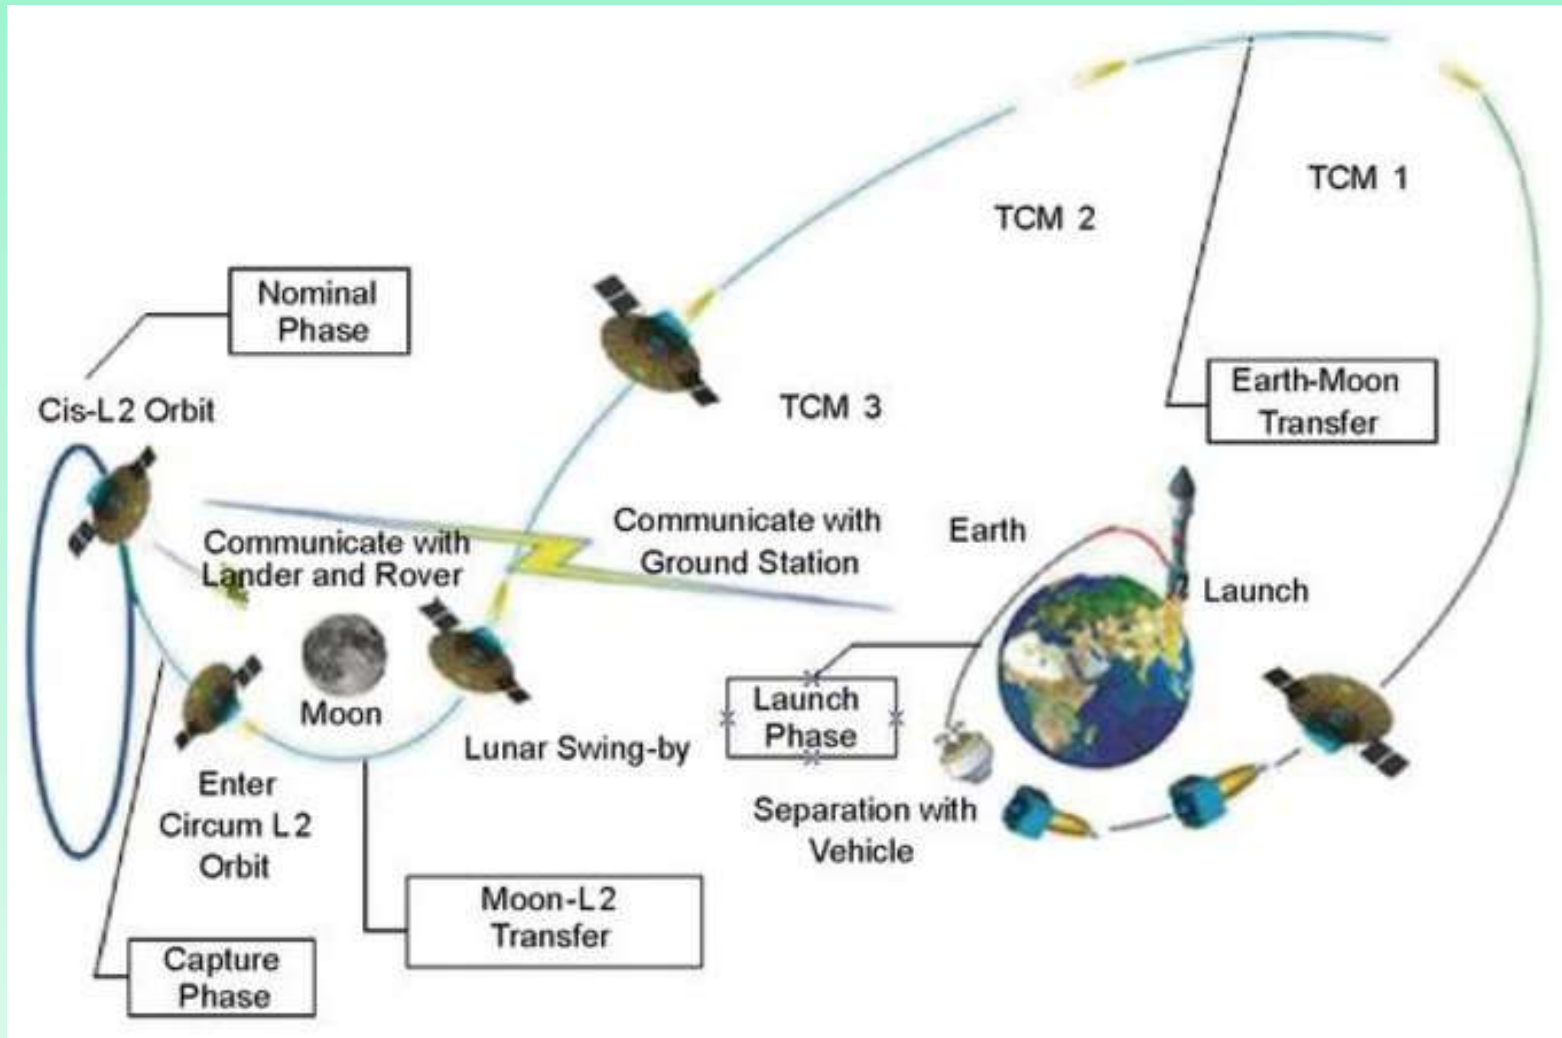 TCM 1
TCM 2
Nominal
Phase
Earth-Moon
Transfer
Cis-L2 Orbit
TCM 3
Communicate with
Ground Station
Earth
Communicate with
Lander and Rover
Launch
Launch
Phase
Moon
Lunar Swing-by
Enter
Circum L2
Orbit
Separation with
Vehicle
Moon-L2
Transfer
Capture
Phase